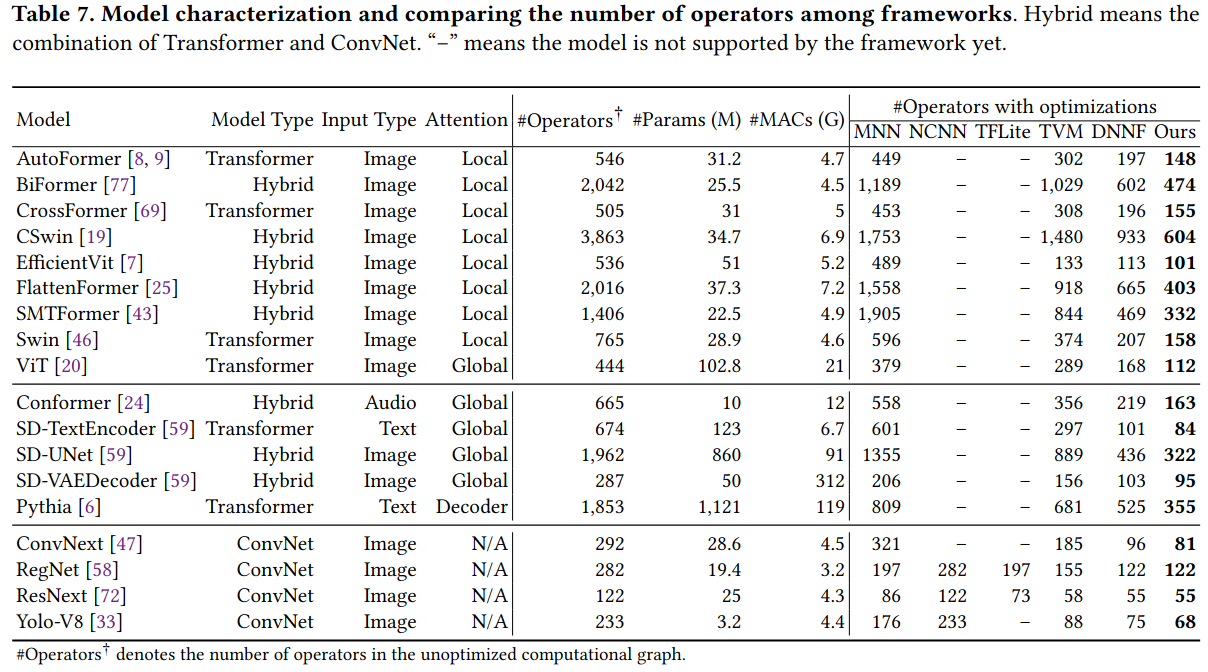 Table 7. Model characterization and comparing the number of operators among frameworks. Hybrid means the
combination of Transformer and ConvNet. “–” means the model is not supported by the framework yet.
Model Model Type Input Type Attention #Operators† #Params (M) #MACs (G) #Operators with optimizations
MNN NCNN TFLite TVM DNNF Ours
AutoFormer [8, 9] Transformer Image Local 546 31.2 4.7 449 – – 302 197 148
BiFormer [77] Hybrid Image Local 2,042 25.5 4.5 1,189 – – 1,029 602 474
CrossFormer [69] Transformer Image Local 505 31 5 453 – – 308 196 155
CSwin [19] Hybrid Image Local 3,863 34.7 6.9 1,753 – – 1,480 933 604
EfficientVit [7] Hybrid Image Local 536 51 5.2 489 – – 133 113 101
FlattenFormer [25] Hybrid Image Local 2,016 37.3 7.2 1,558 – – 918 665 403
SMTFormer [43] Hybrid Image Local 1,406 22.5 4.9 1,905 – – 844 469 332
Swin [46] Transformer Image Local 765 28.9 4.6 596 – – 374 207 158
ViT [20] Transformer Image Global 444 102.8 21 379 – – 289 168 112
Conformer [24] Hybrid Audio Global 665 10 12 558 – – 356 219 163
SD-TextEncoder [59] Transformer Text Global 674 123 6.7 601 – – 297 101 84
SD-UNet [59] Hybrid Image Global 1,962 860 91 1355 – – 889 436 322
SD-VAEDecoder [59] Hybrid Image Global 287 50 312 206 – – 156 103 95
Pythia [6] Transformer Text Decoder 1,853 1,121 119 809 – – 681 525 355
ConvNext [47] ConvNet Image N/A 292 28.6 4.5 321 – – 185 96 81
RegNet [58] ConvNet Image N/A 282 19.4 3.2 197 282 197 155 122 122
ResNext [72] ConvNet Image N/A 122 25 4.3 86 122 73 58 55 55
Yolo-V8 [33] ConvNet Image N/A 233 3.2 4.4 176 233 – 88 75 68
#Operators† denotes the number of operators in the unoptimized computational graph.